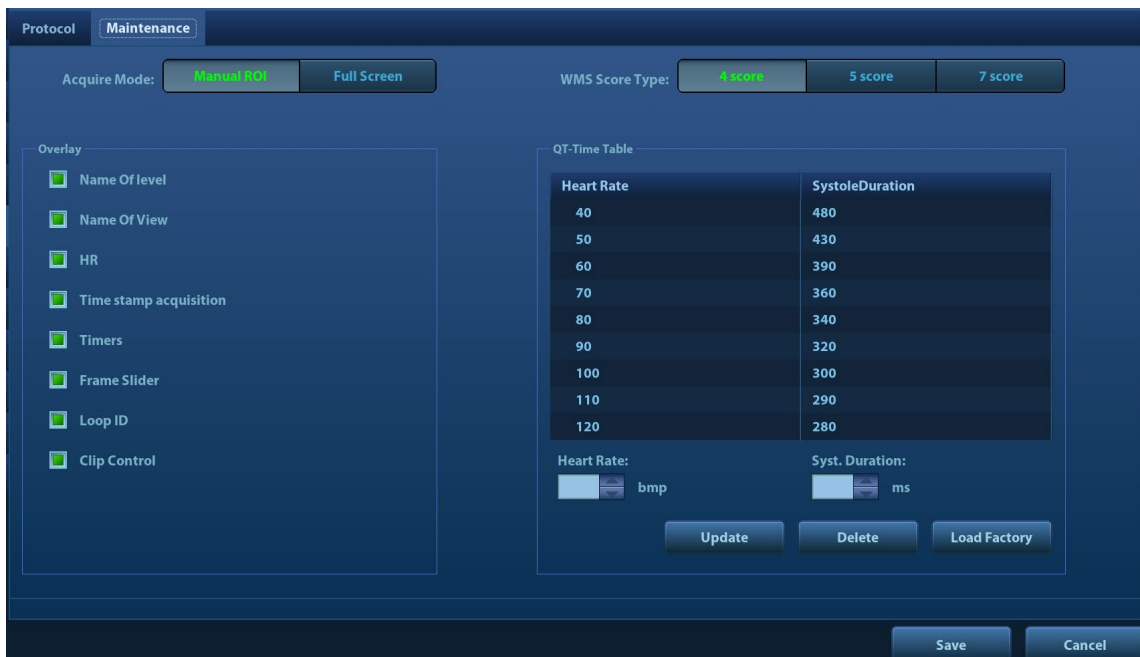 Protocol Maintenance
Acquire Mode: Manual ROI Full Screen WMS Score Type: 4 score 5 score 7 score
Overlay
Name Of level
Name Of View
HR
Time stamp acquisition
Timers
Frame Slider
Loop ID
Clip Control
QT-Time Table
Heart Rate SystoleDuration
40 480
50 430
60 390
70 360
80 340
90 320
100 300
110 290
120 280
Heart Rate: Syst. Duration:
bmp ms
Update Delete Load Factory
Save Cancel